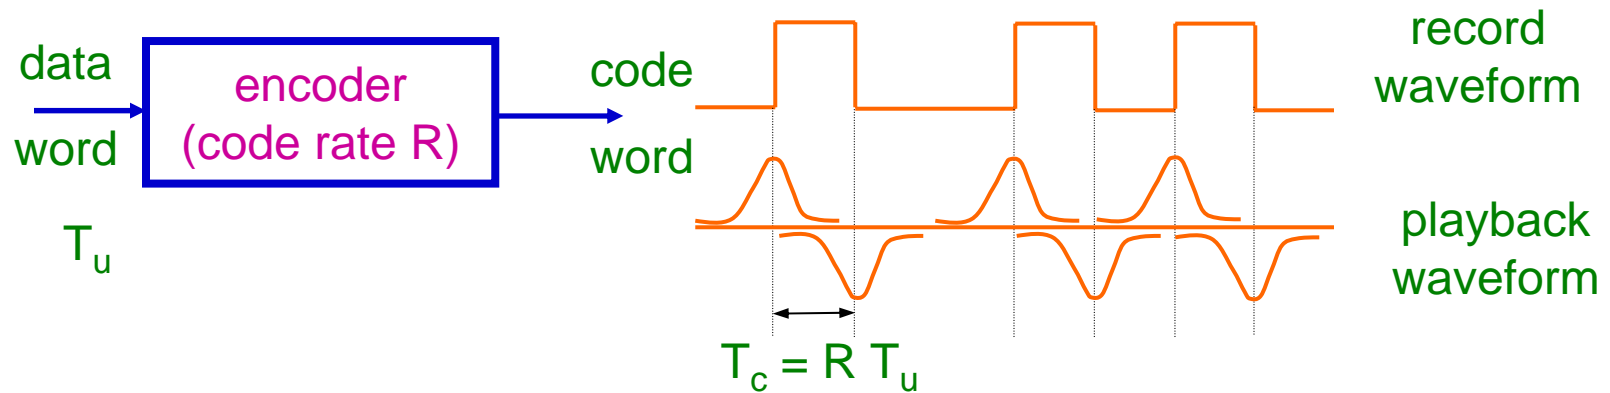 data
word
T_u
encoder
(code rate R)
code
word
record
waveform
playback
waveform
T_c = R T_u